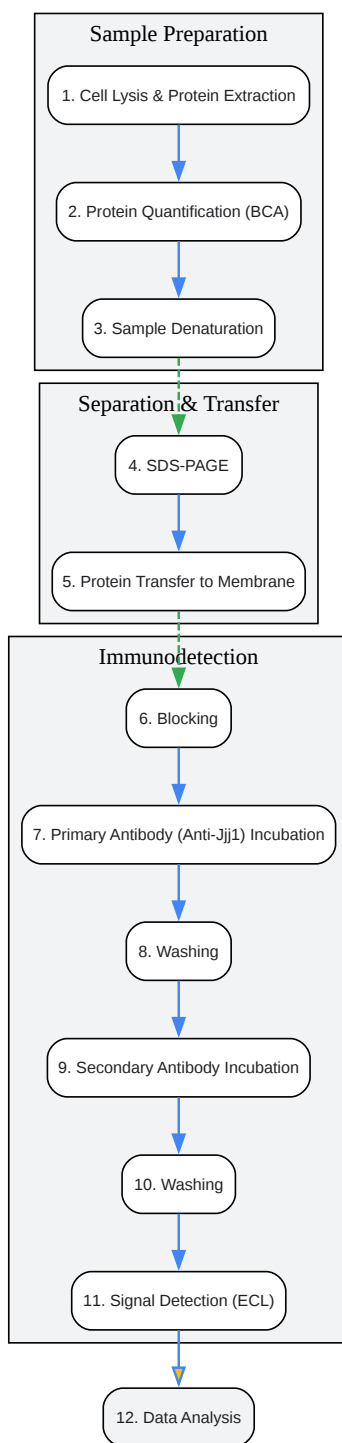 Sample Preparation
1. Cell Lysis & Protein Extraction
2. Protein Quantification (BCA)
3. Sample Denaturation
Separation & Transfer
4. SDS-PAGE
5. Protein Transfer to Membrane
Immunodetection
6. Blocking
7. Primary Antibody (Anti-Jjj1) Incubation
8. Washing
9. Secondary Antibody Incubation
10. Washing
11. Signal Detection (ECL)
12. Data Analysis